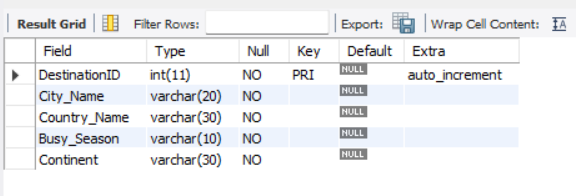 Result Grid Filter Rows: Export: Wrap Cell Content: IA
Field Type Null Key Default Extra
DestinationID int(11) NO PRI NULL auto_increment
City_Name varchar(20) NO NULL
Country_Name varchar(30) NO NULL
Busy_Season varchar(10) NO NULL
Continent varchar(30) NO NULL